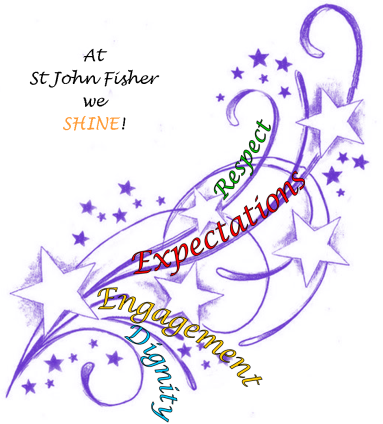 At
St John Fisher
we
SHINE!
Respect
Expectations
Engagement
Dignity